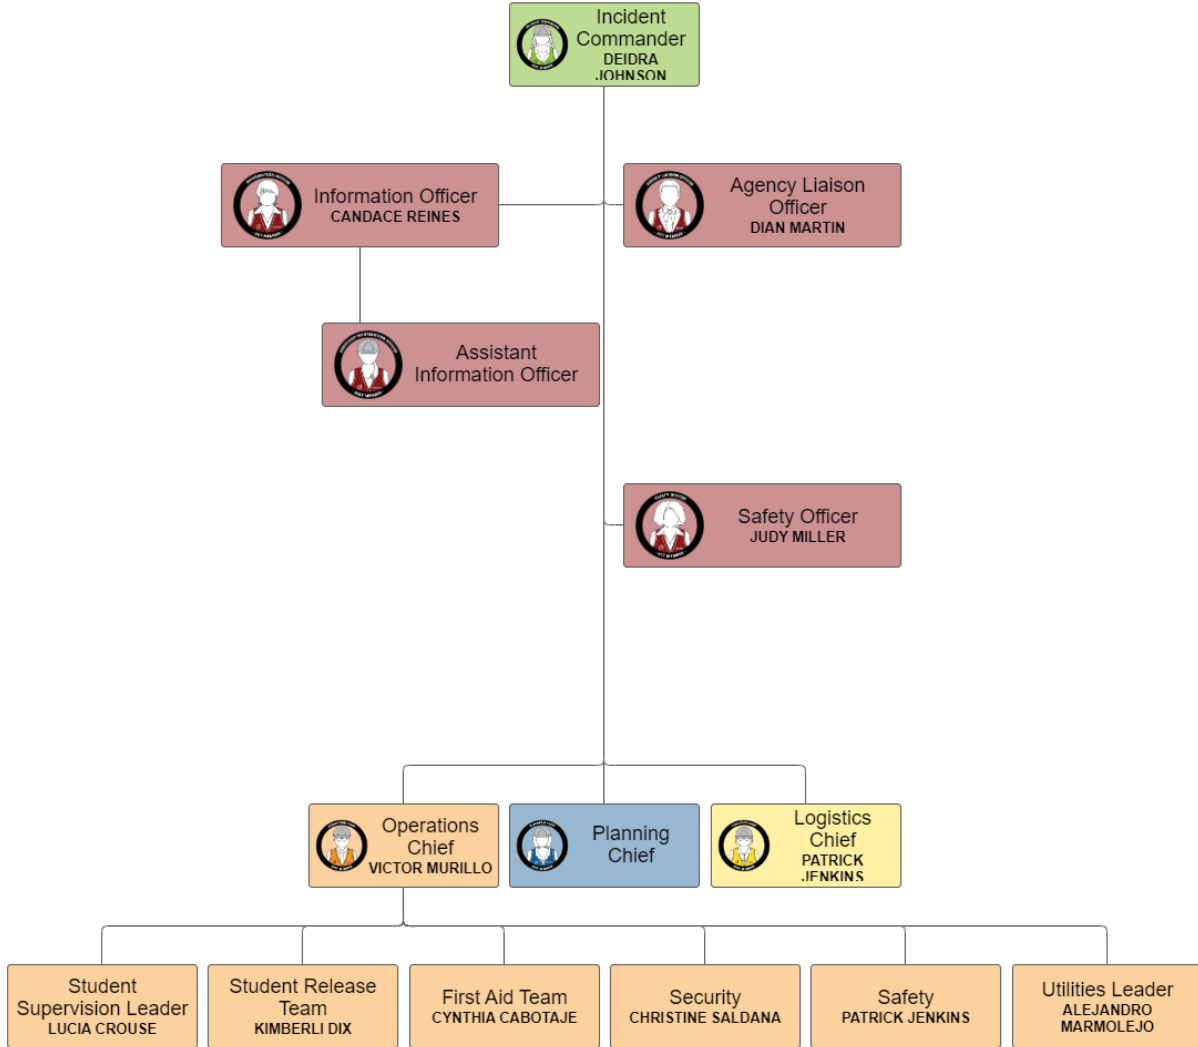 Incident
Commander
DEIDRA
JOHNSON
Information Officer
CANDACE REINES
Agency Liaison
Officer
DIAN MARTIN
Assistant
Information Officer
Safety Officer
JUDY MILLER
Operations
Chief
VICTOR MURILLO
Planning
Chief
Logistics
Chief
PATRICK
JENKINS
Student
Supervision Leader
LUCIA CROUSE
Student Release
Team
KIMBERLI DIX
First Aid Team
CYNTHIA CABOTAJE
Security
CHRISTINE SALDANA
Safety
PATRICK JENKINS
Utilities Leader
ALEJANDRO
MARMOLEJO